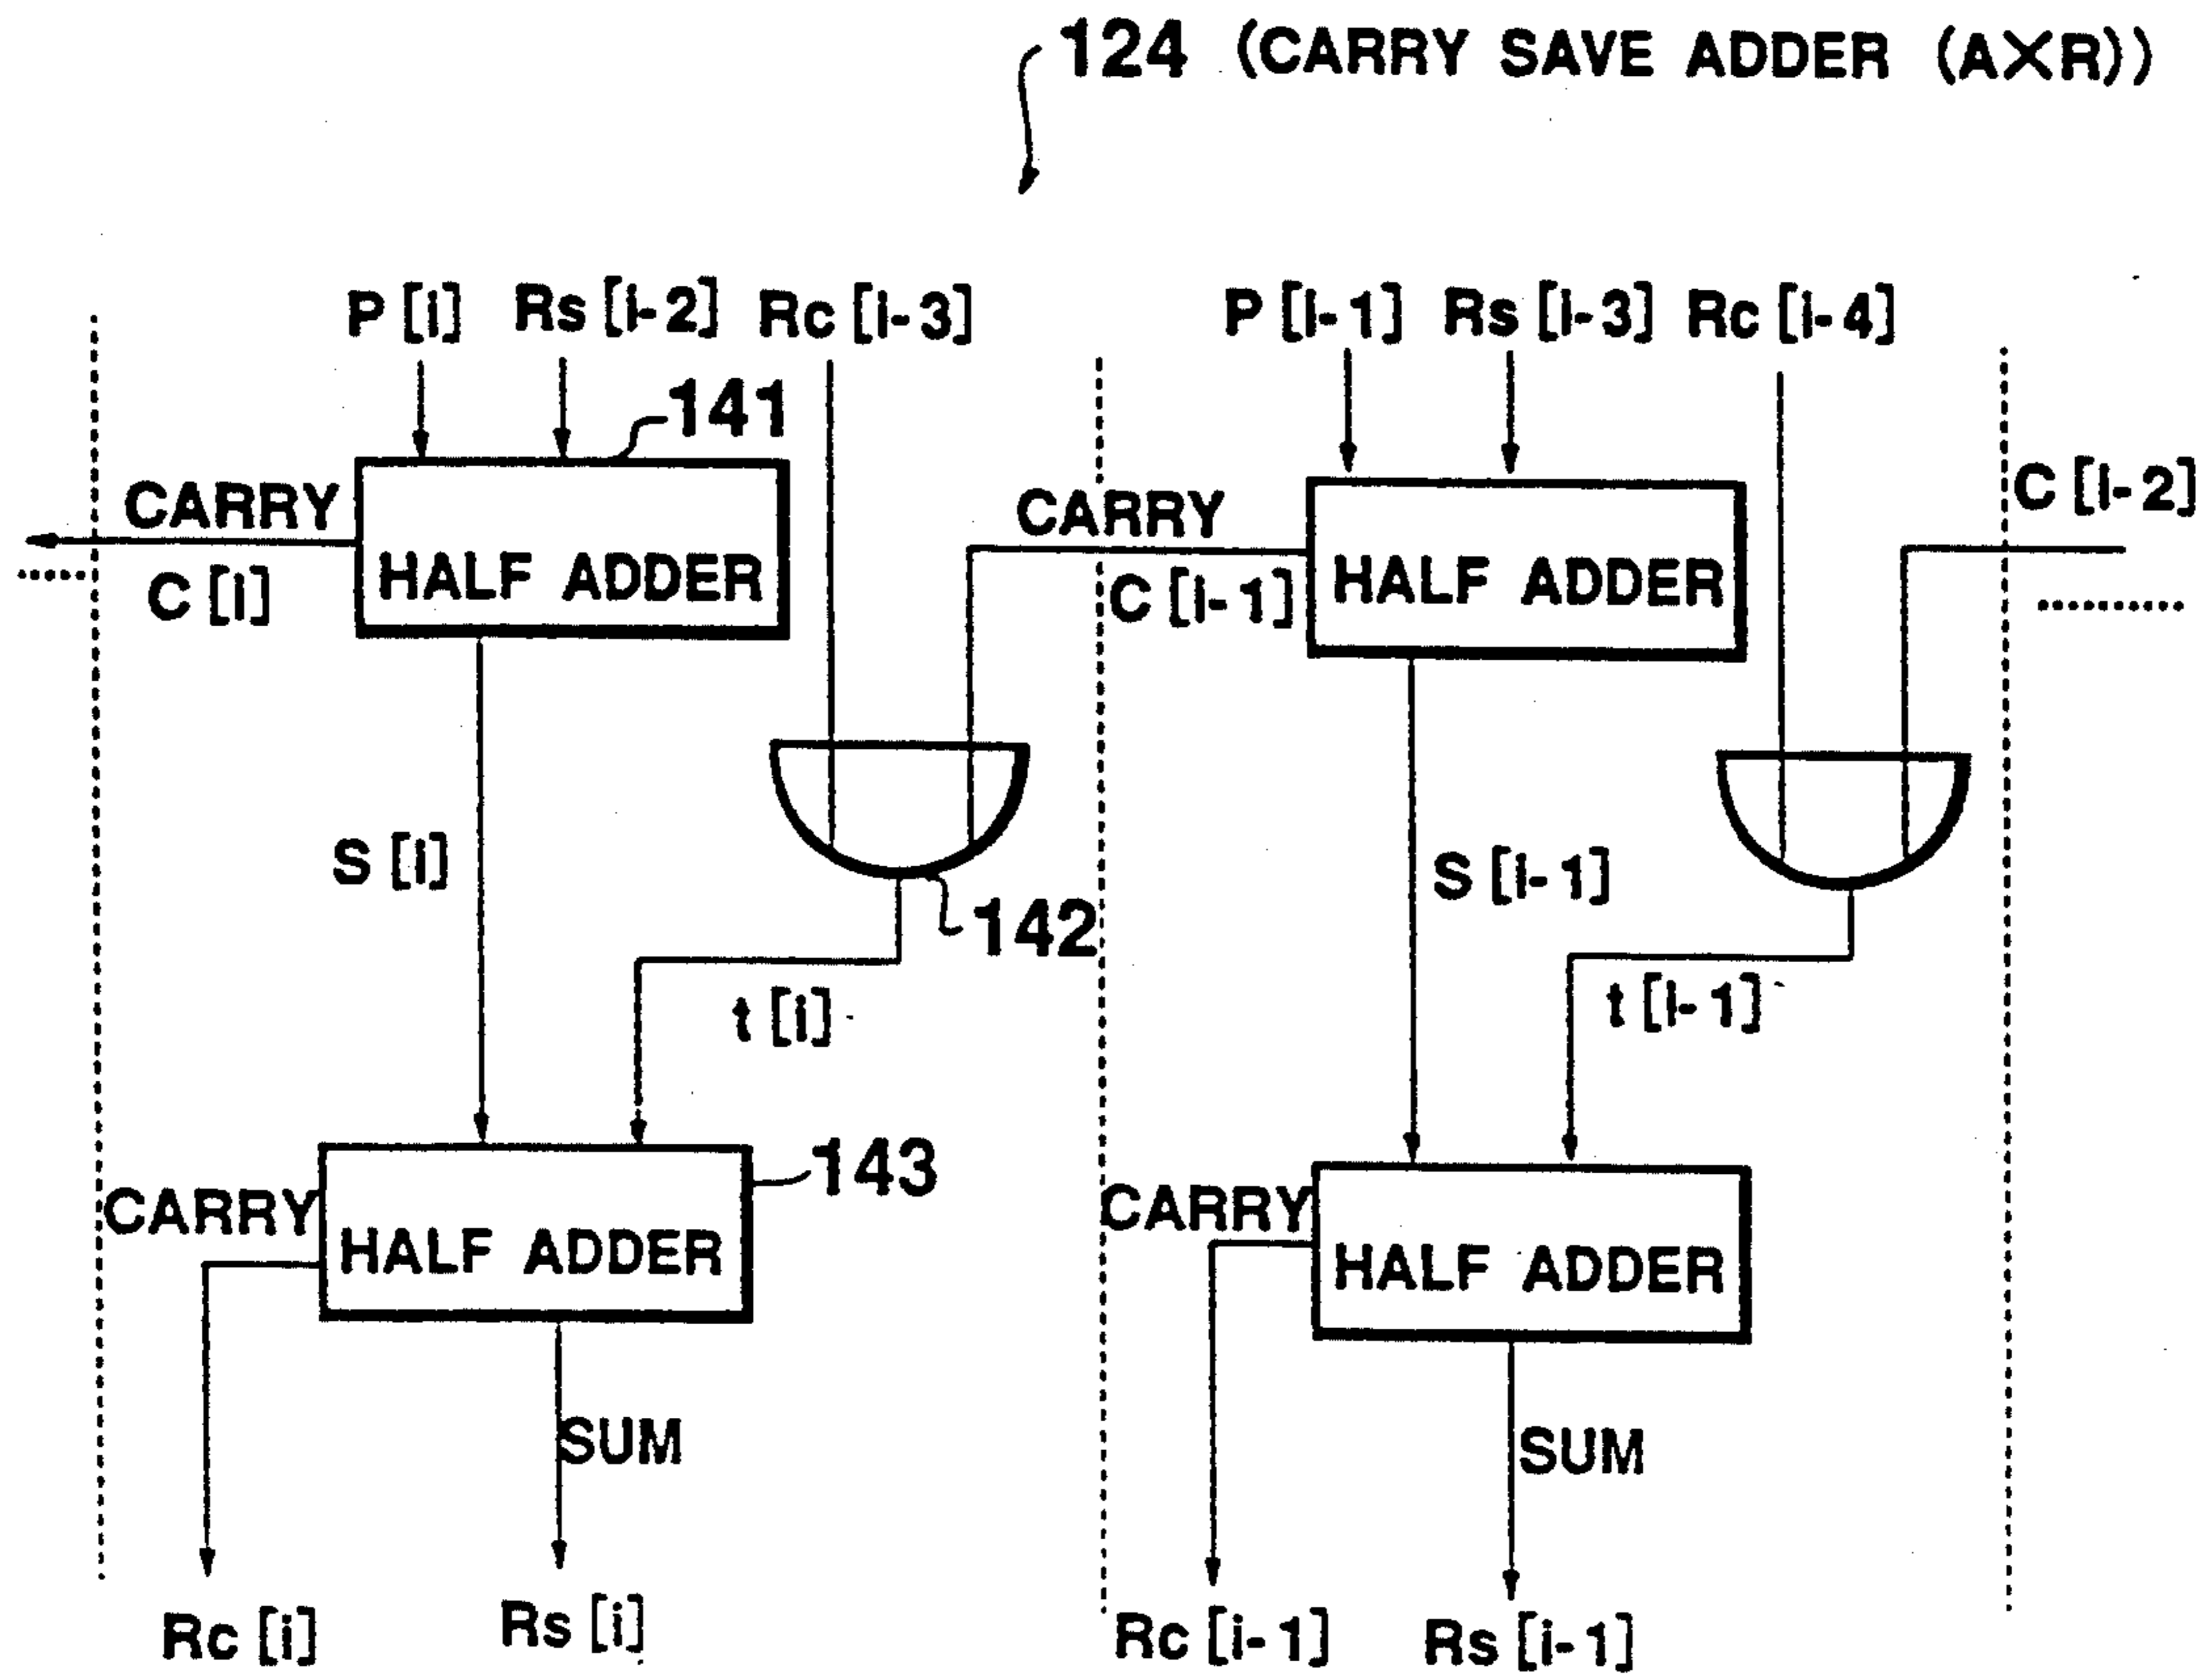 124 (CARRY SAVE ADDER (AXR))
P [i] Rs [i-2] Rc [i-3] P [i-1] Rs [i-3] Rc [i-4]
141
CARRY CARRY C [i-2]
HALF ADDER HALF ADDER
C [i] C [i-1]
S [i] S [i-1]
142
t [i] t [i-1]
143
CARRY CARRY
HALF ADDER HALF ADDER
SUM SUM
Rc [i] Rs [i] Rc [i-1] Rs [i-1]